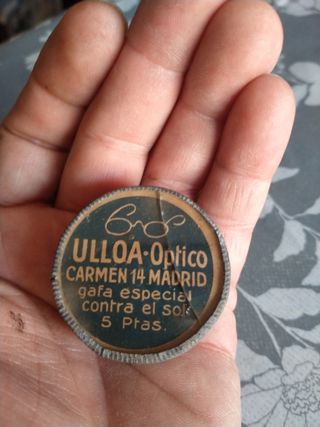 ULLOA·Optico
CARMEN 14 MADRID
gafa especial
contra el sol
5 Ptas.